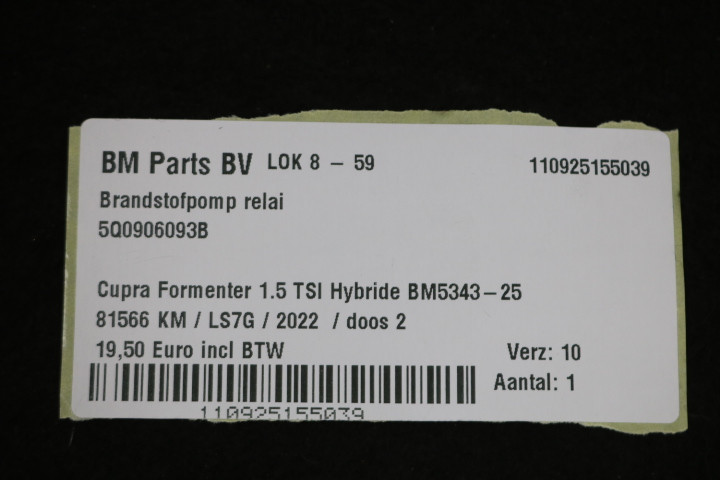 BM Parts BV LOK 8 - 59 110925155039
Brandstofpomp relai
5Q0906093B
Cupra Formenter 1.5 TSI Hybride BM5343-25
81566 KM / LS7G / 2022 / doos 2
19,50 Euro incl BTW Verz: 10
Aantal: 1
110925155039